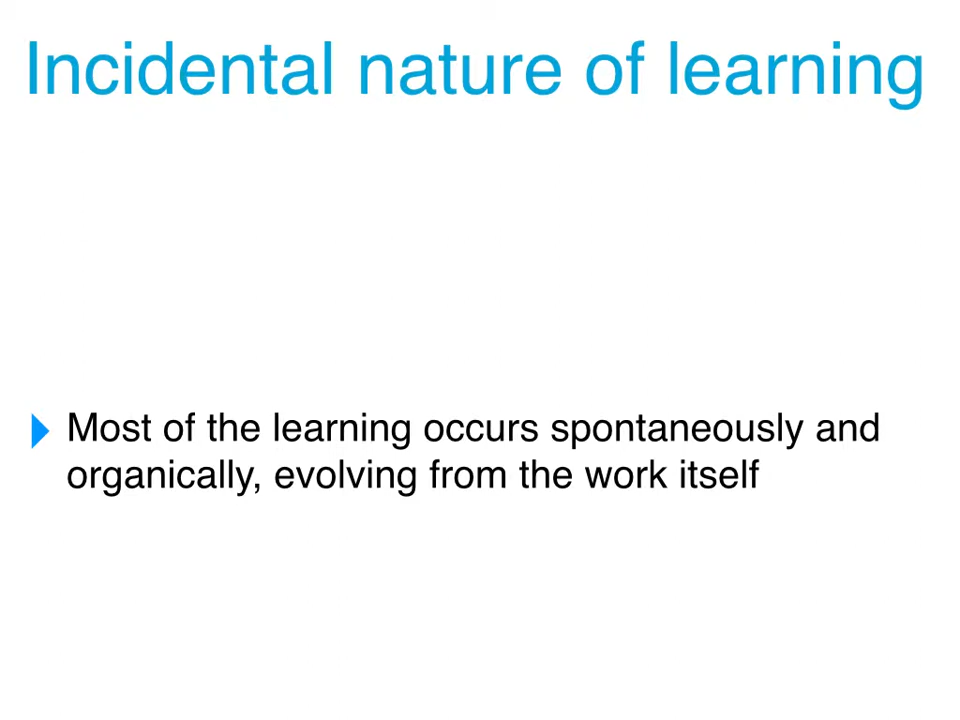 Incidental nature of learning
Most of the learning occurs spontaneously and
organically, evolving from the work itself